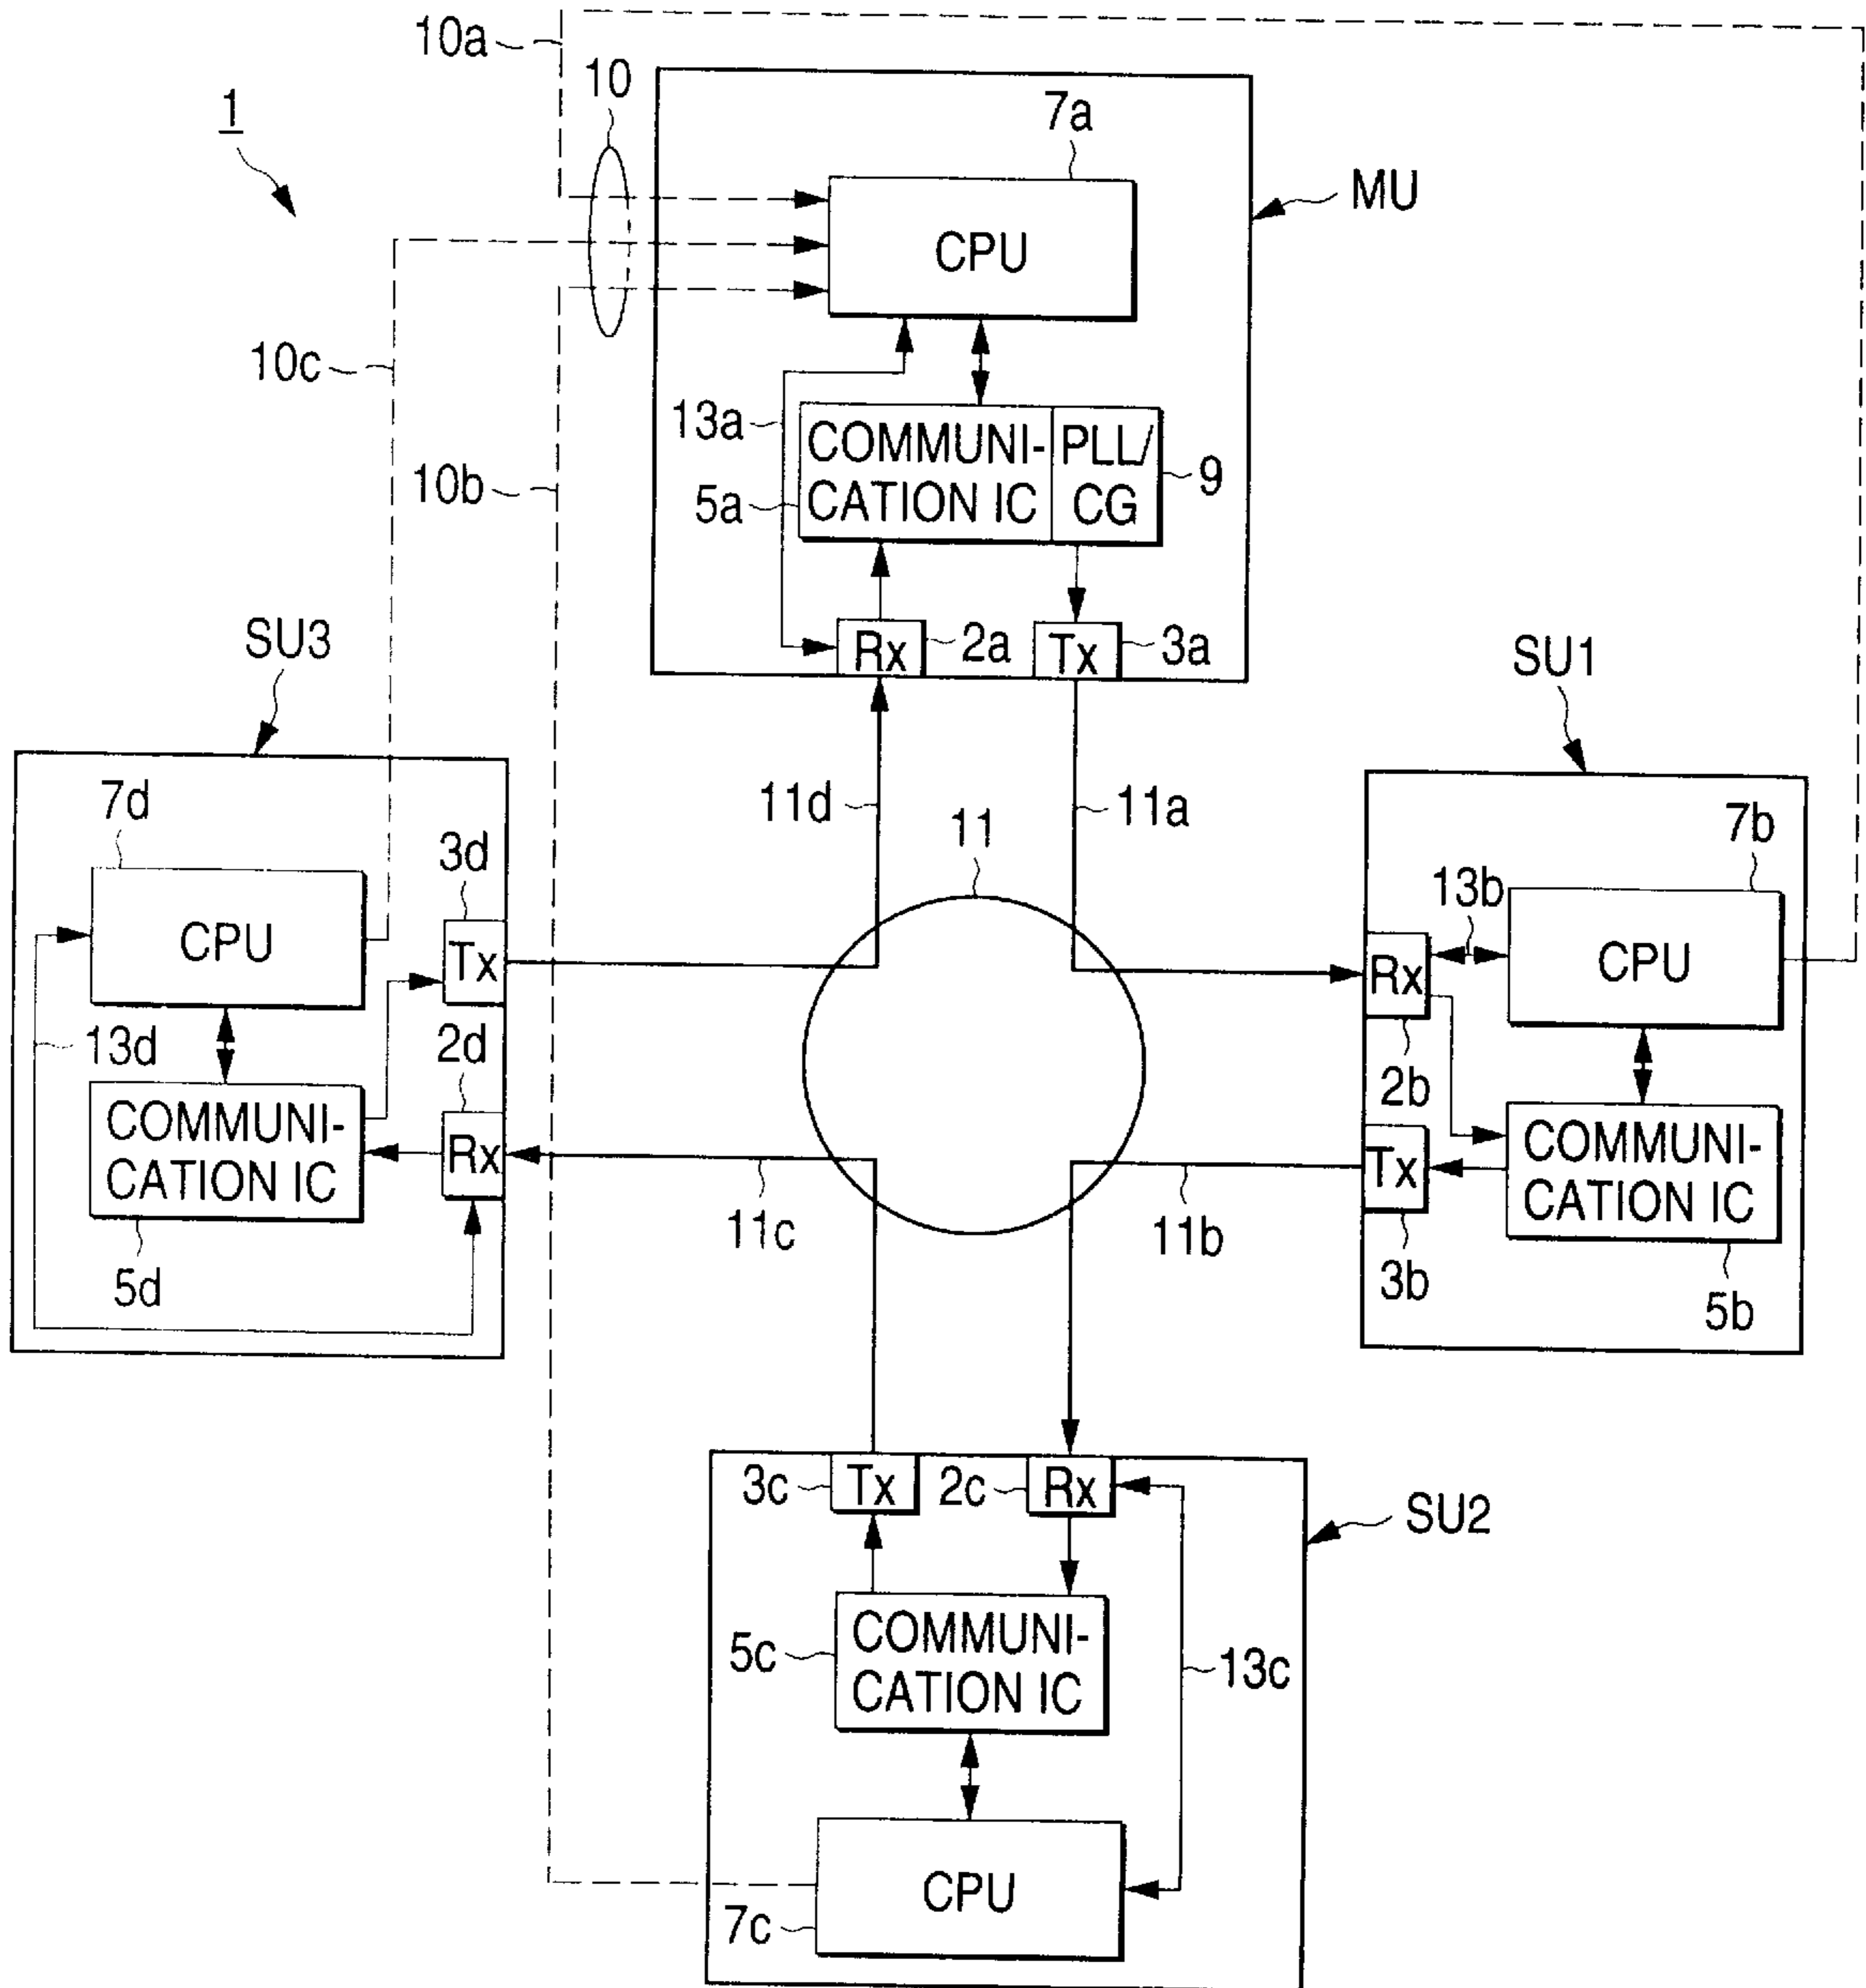 10a
10
1
7a
MU
CPU
10c
13a
COMMUNI-
CATION IC
PLL/
CG
9
10b
5a
Rx
2a
Tx
3a
SU3
SU1
7d
11d
11a
3d
11
7b
13b
CPU
Tx
CPU
Rx
13d
2d
2b
COMMUNI-
CATION IC
Rx
Tx
COMMUNI-
CATION IC
11c
11b
5d
3b
5b
3c
Tx
2c
Rx
SU2
5c
COMMUNI-
CATION IC
13c
CPU
7c